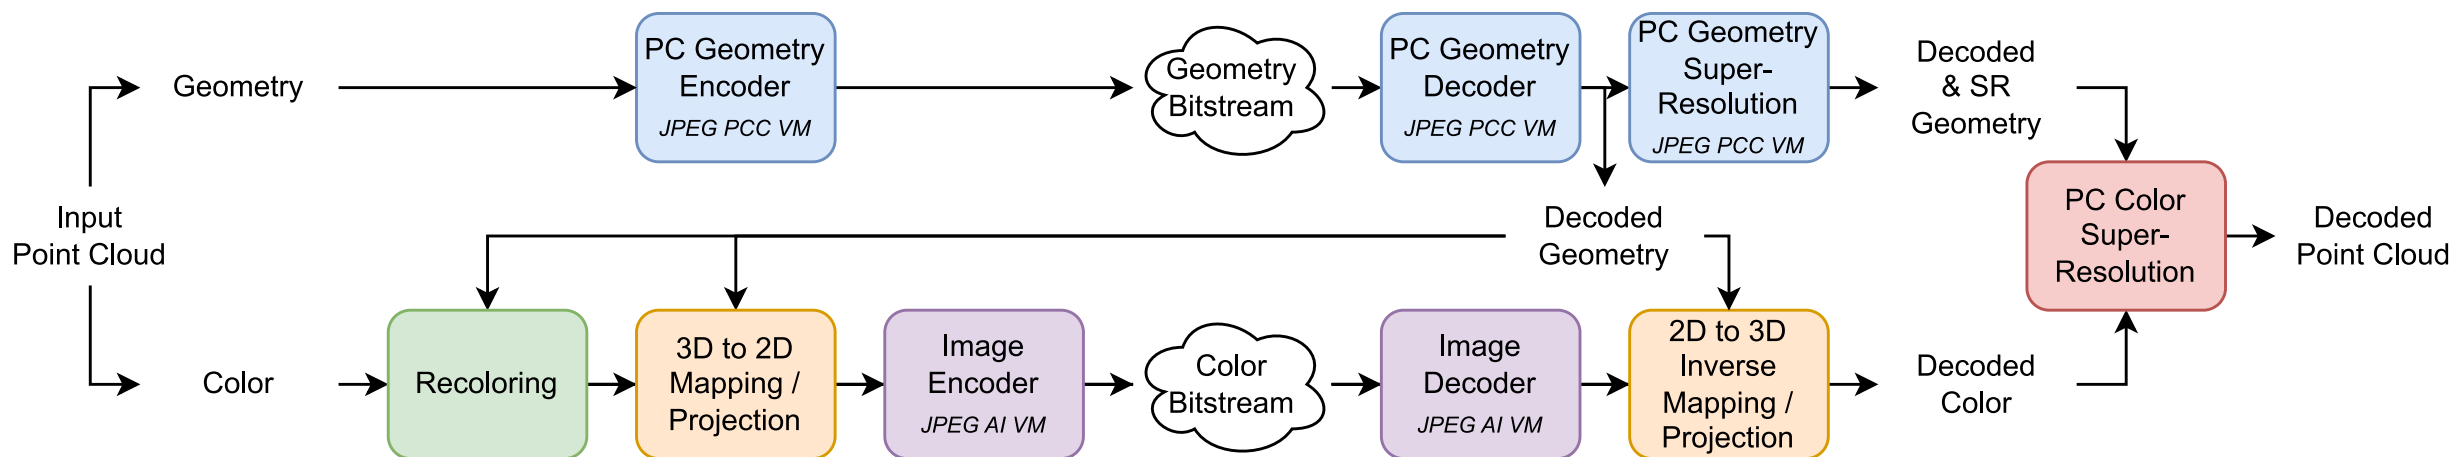 Geometry
PC Geometry
Encoder
JPEG PCC VM
Geometry
Bitstream
PC Geometry
Decoder
JPEG PCC VM
PC Geometry
Super-
Resolution
JPEG PCC VM
Decoded
& SR
Geometry
Input
Point Cloud
Decoded
Geometry
PC Color
Super-
Resolution
Decoded
Point Cloud
Color
Recoloring
3D to 2D
Mapping /
Projection
Image
Encoder
JPEG AI VM
Color
Bitstream
Image
Decoder
JPEG AI VM
2D to 3D
Inverse
Mapping /
Projection
Decoded
Color